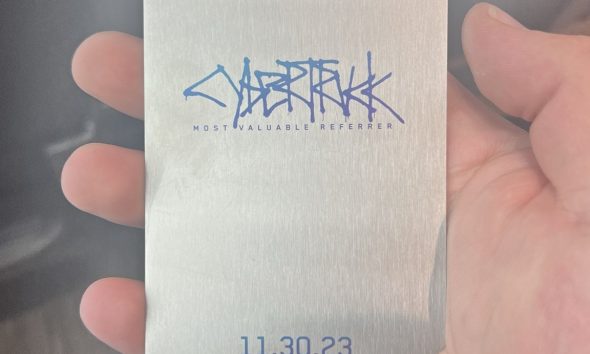 CYBERTRUCK
MOST VALUABLE REFERRER
11.30.23